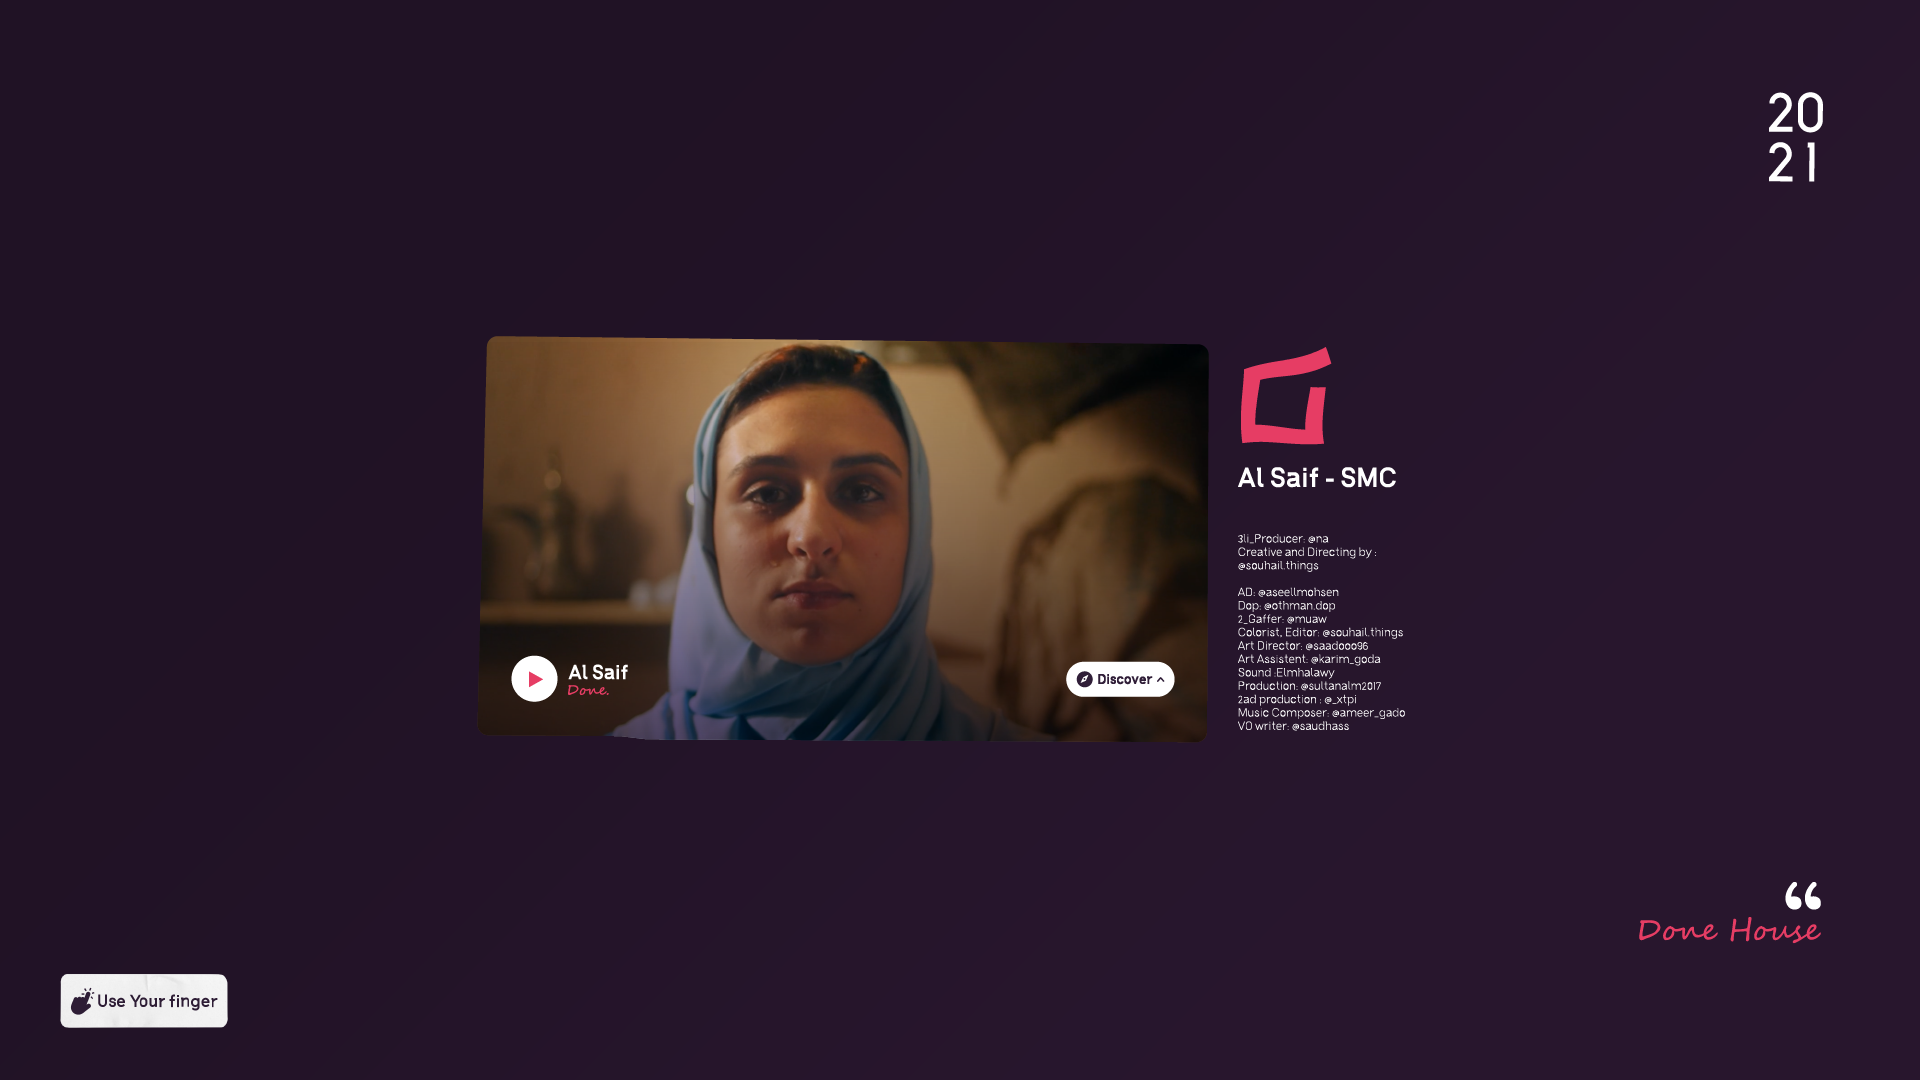 20
21
Al Saif - SMC
3li_Producer: @na
Creative and Directing by :
@souhail.things
AD: @aseellmohsen
Dop: @othman.dop
2_Gaffer: @muaw
Colorist, Editor: @souhail.things
Art Director: @saadooo96
Art Assistent: @karim_goda
Sound :Elmhalawy
Production: @sultanalm2017
2ad production : @_xtpi
Music Composer: @ameer_gado
VO writer: @saudhass
Al Saif
Done.
Discover
“
Done House
Use Your finger